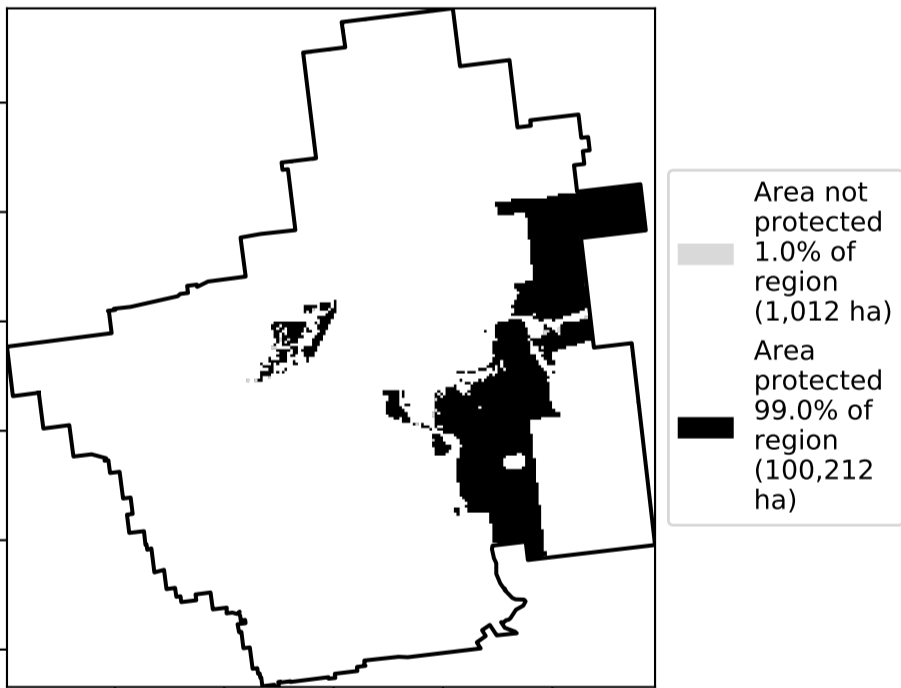 Area not
protected
1.0% of
region
(1,012 ha)
Area
protected
99.0% of
region
(100,212
ha)